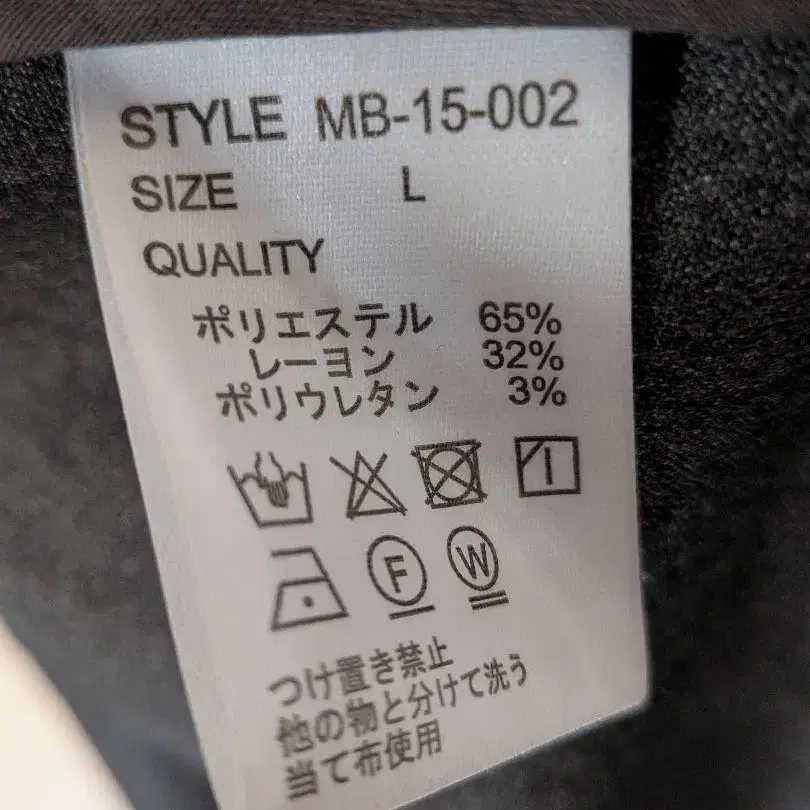 STYLE MB-15-002
SIZE L
QUALITY
ポリエステル 65%
レーヨン 32%
ポリウレタン 3%
F W
つけ置き禁止
他の物と分けて洗う
当て布使用